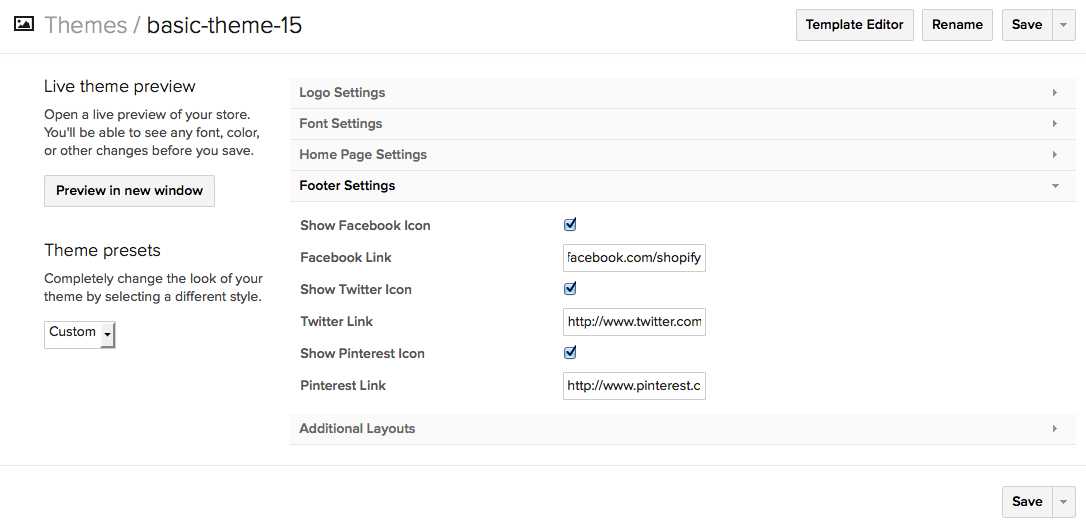 Themes / basic-theme-15
Template Editor
Rename
Save
Live theme preview
Open a live preview of your store.
You'll be able to see any font, color,
or other changes before you save.
Preview in new window
Theme presets
Completely change the look of your
theme by selecting a different style.
Custom
Logo Settings
Font Settings
Home Page Settings
Footer Settings
Show Facebook Icon
Facebook Link facebook.com/shopify
Show Twitter Icon
Twitter Link http://www.twitter.com
Show Pinterest Icon
Pinterest Link http://www.pinterest.c
Additional Layouts
Save